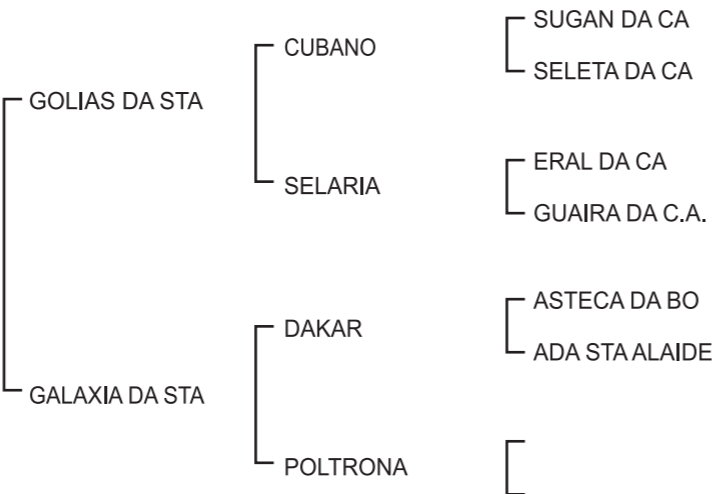 SUGAN DA CA
CUBANO
SELETA DA CA
GOLIAS DA STA
ERAL DA CA
SELARIA
GUAIRA DA C.A.
ASTECA DA BO
DAKAR
ADA STA ALAIDE
GALAXIA DA STA
POLTRONA